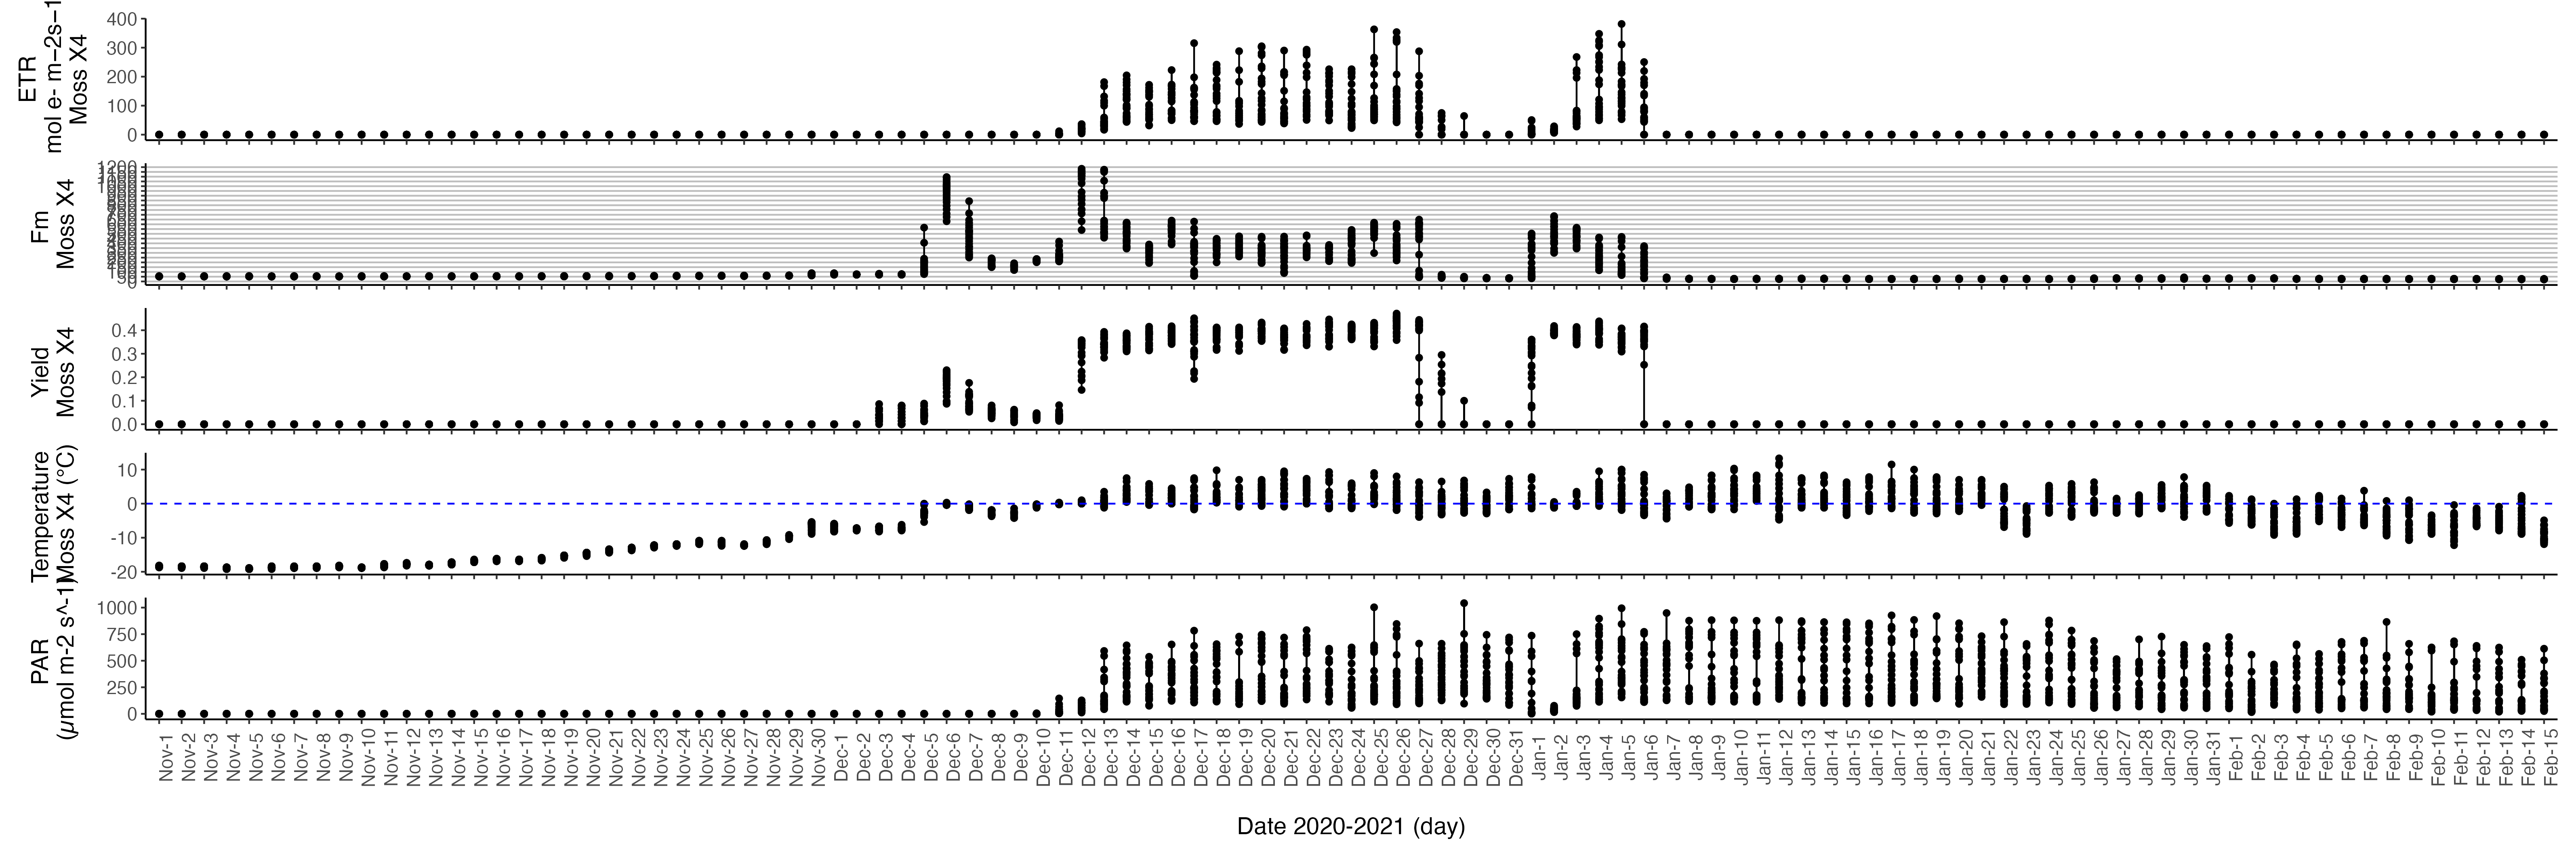 ETR
mol e- m−2s−1
Moss X4
400
300
200
100
0
Fm
Moss X4
1200
0
Yield
Moss X4
0.4
0.3
0.2
0.1
0.0
Temperature
Moss X4 (°C)
10
0
-10
-20
PAR
(µmol m-2 s^-1)
1000
750
500
250
0
Nov-1
Nov-2
Nov-3
Nov-4
Nov-5
Nov-6
Nov-7
Nov-8
Nov-9
Nov-10
Nov-11
Nov-12
Nov-13
Nov-14
Nov-15
Nov-16
Nov-17
Nov-18
Nov-19
Nov-20
Nov-21
Nov-22
Nov-23
Nov-24
Nov-25
Nov-26
Nov-27
Nov-28
Nov-29
Nov-30
Dec-1
Dec-2
Dec-3
Dec-4
Dec-5
Dec-6
Dec-7
Dec-8
Dec-9
Dec-10
Dec-11
Dec-12
Dec-13
Dec-14
Dec-15
Dec-16
Dec-17
Dec-18
Dec-19
Dec-20
Dec-21
Dec-22
Dec-23
Dec-24
Dec-25
Dec-26
Dec-27
Dec-28
Dec-29
Dec-30
Dec-31
Jan-1
Jan-2
Jan-3
Jan-4
Jan-5
Jan-6
Jan-7
Jan-8
Jan-9
Jan-10
Jan-11
Jan-12
Jan-13
Jan-14
Jan-15
Jan-16
Jan-17
Jan-18
Jan-19
Jan-20
Jan-21
Jan-22
Jan-23
Jan-24
Jan-25
Jan-26
Jan-27
Jan-28
Jan-29
Jan-30
Jan-31
Feb-1
Feb-2
Feb-3
Feb-4
Feb-5
Feb-6
Feb-7
Feb-8
Feb-9
Feb-10
Feb-11
Feb-12
Feb-13
Feb-14
Feb-15
Date 2020-2021 (day)